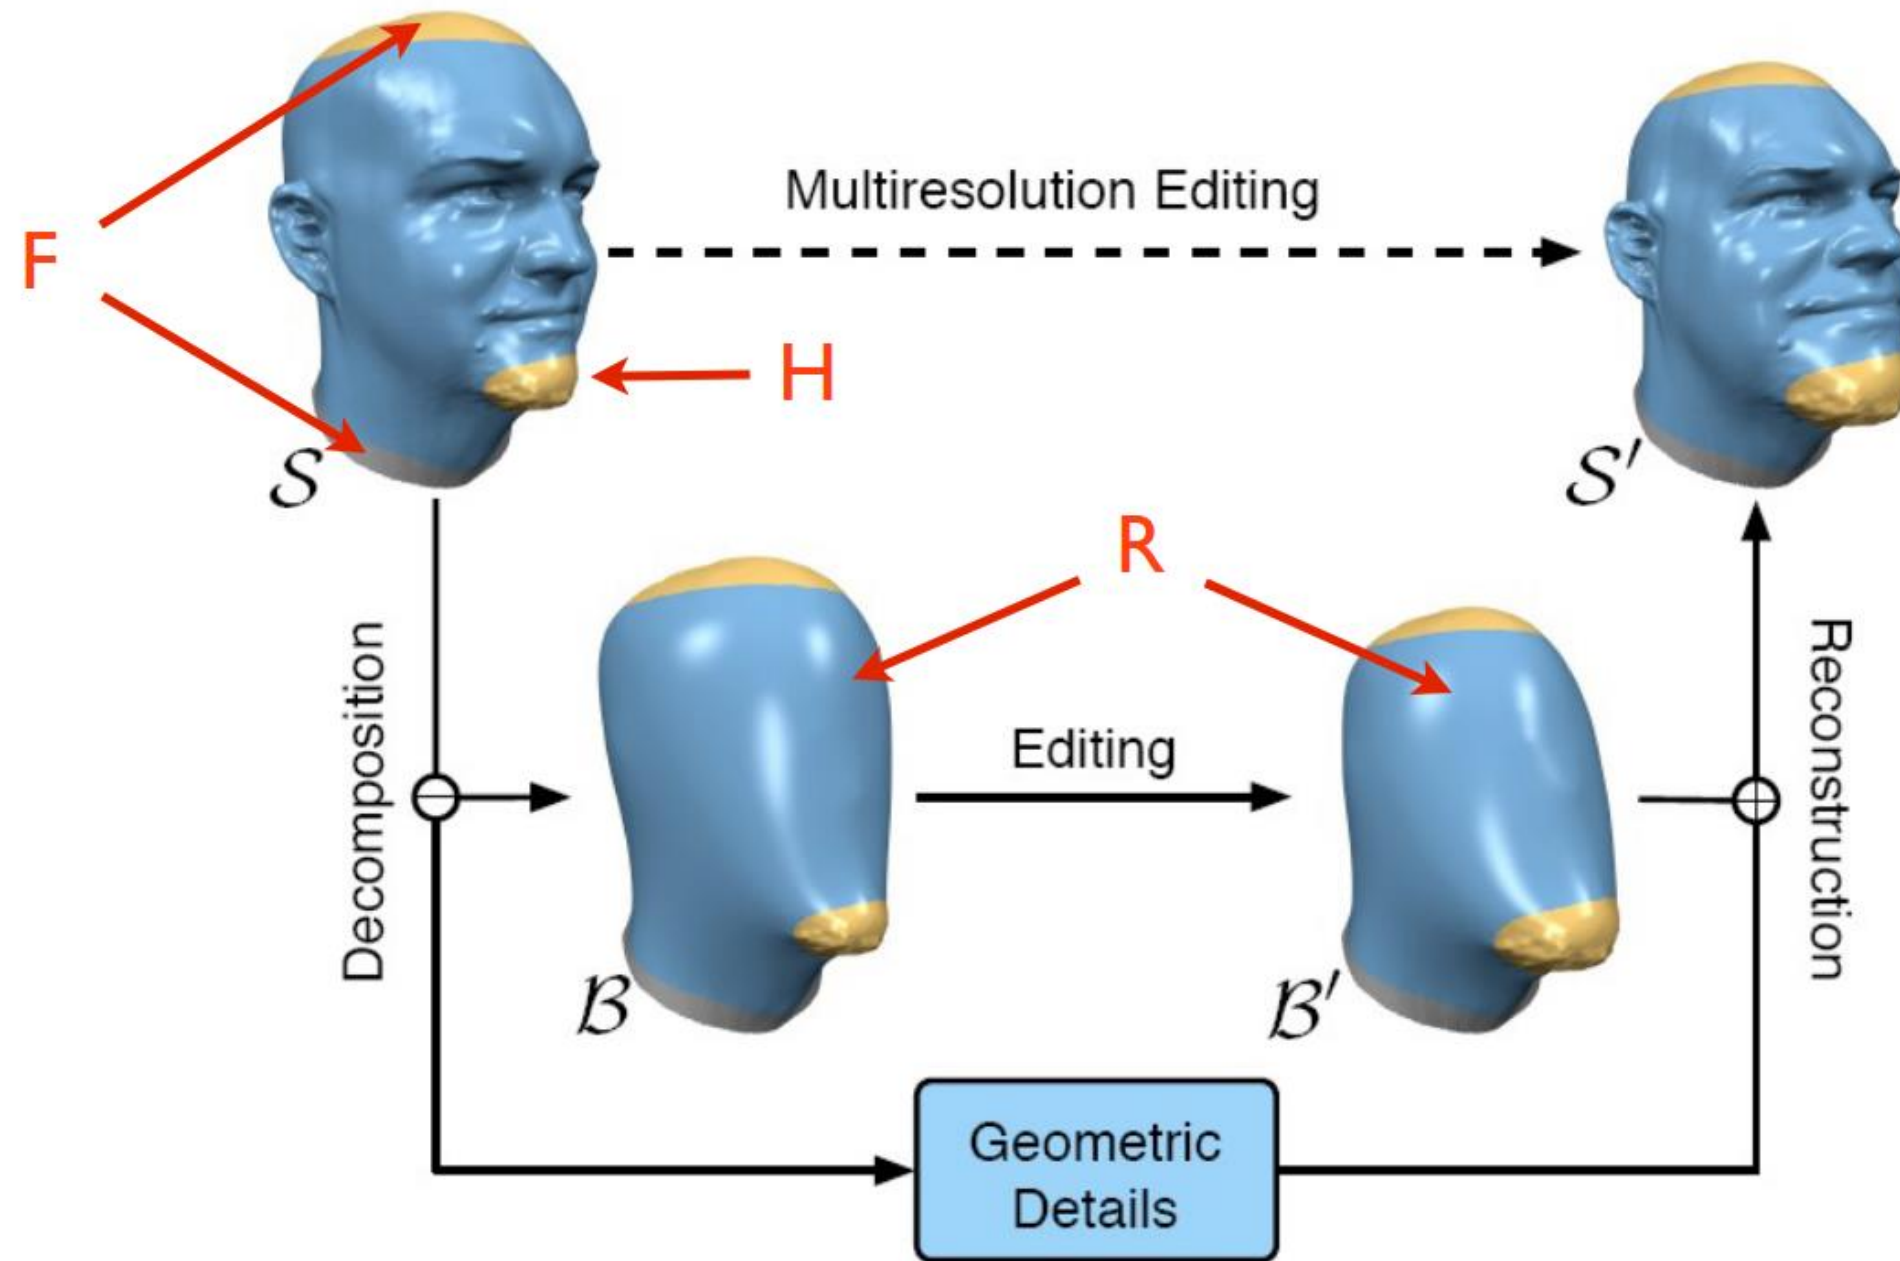 Multiresolution Editing
F
H
𝒮
𝒮′
R
Decomposition
Editing
Reconstruction
ℬ
ℬ′
Geometric
Details